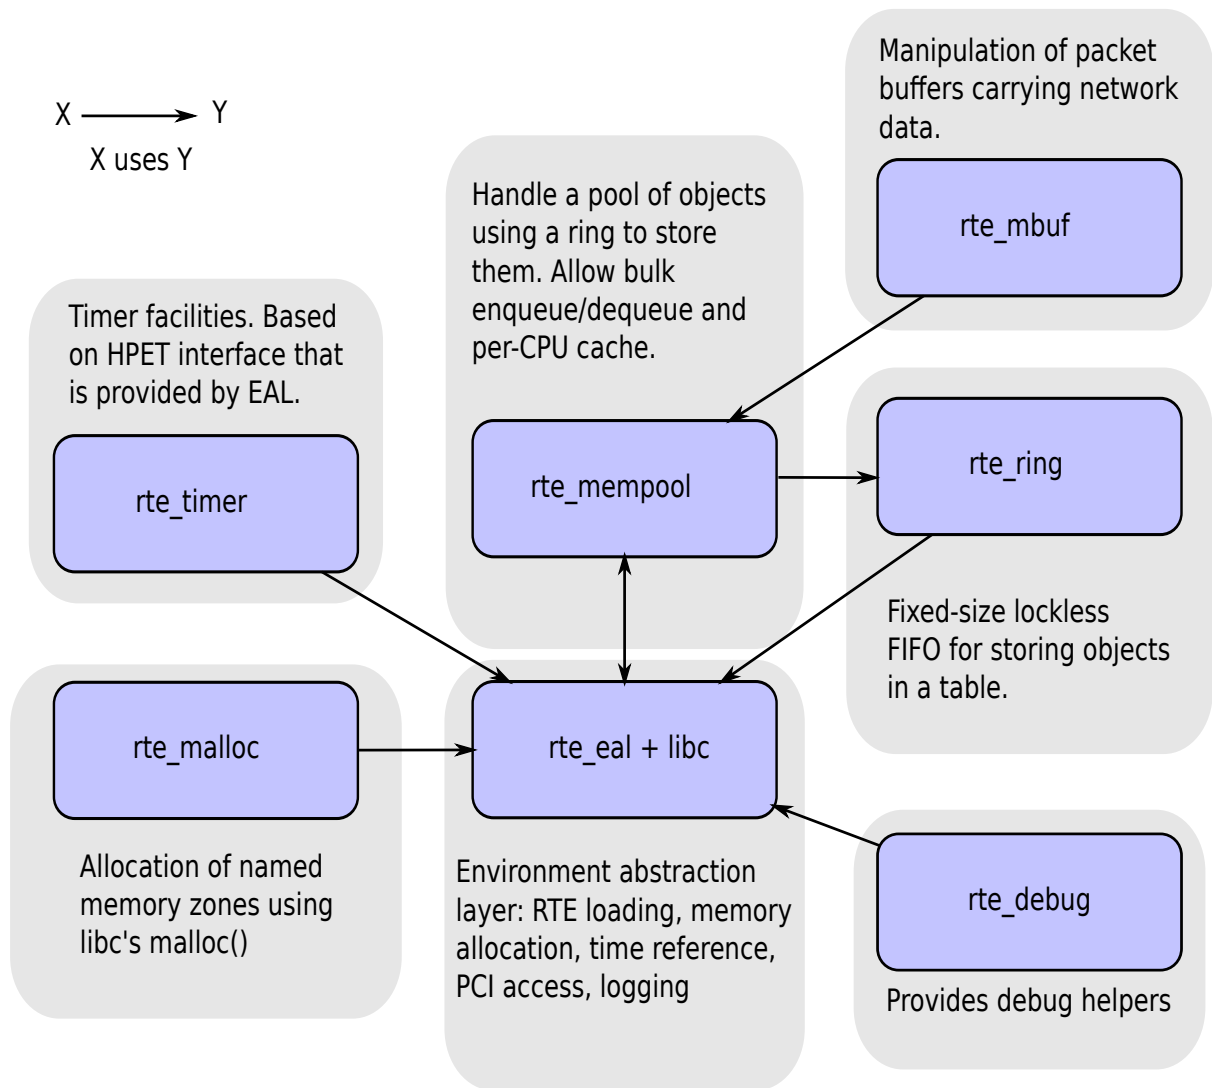 X
Y
X uses Y
Manipulation of packet
buffers carrying network
data.
rte_mbuf
Handle a pool of objects
using a ring to store
them. Allow bulk
enqueue/dequeue and
per-CPU cache.
rte_mempool
Timer facilities. Based
on HPET interface that
is provided by EAL.
rte_timer
rte_ring
Fixed-size lockless
FIFO for storing objects
in a table.
rte_malloc
Allocation of named
memory zones using
libc's malloc()
rte_eal + libc
Environment abstraction
layer: RTE loading, memory
allocation, time reference,
PCI access, logging
rte_debug
Provides debug helpers